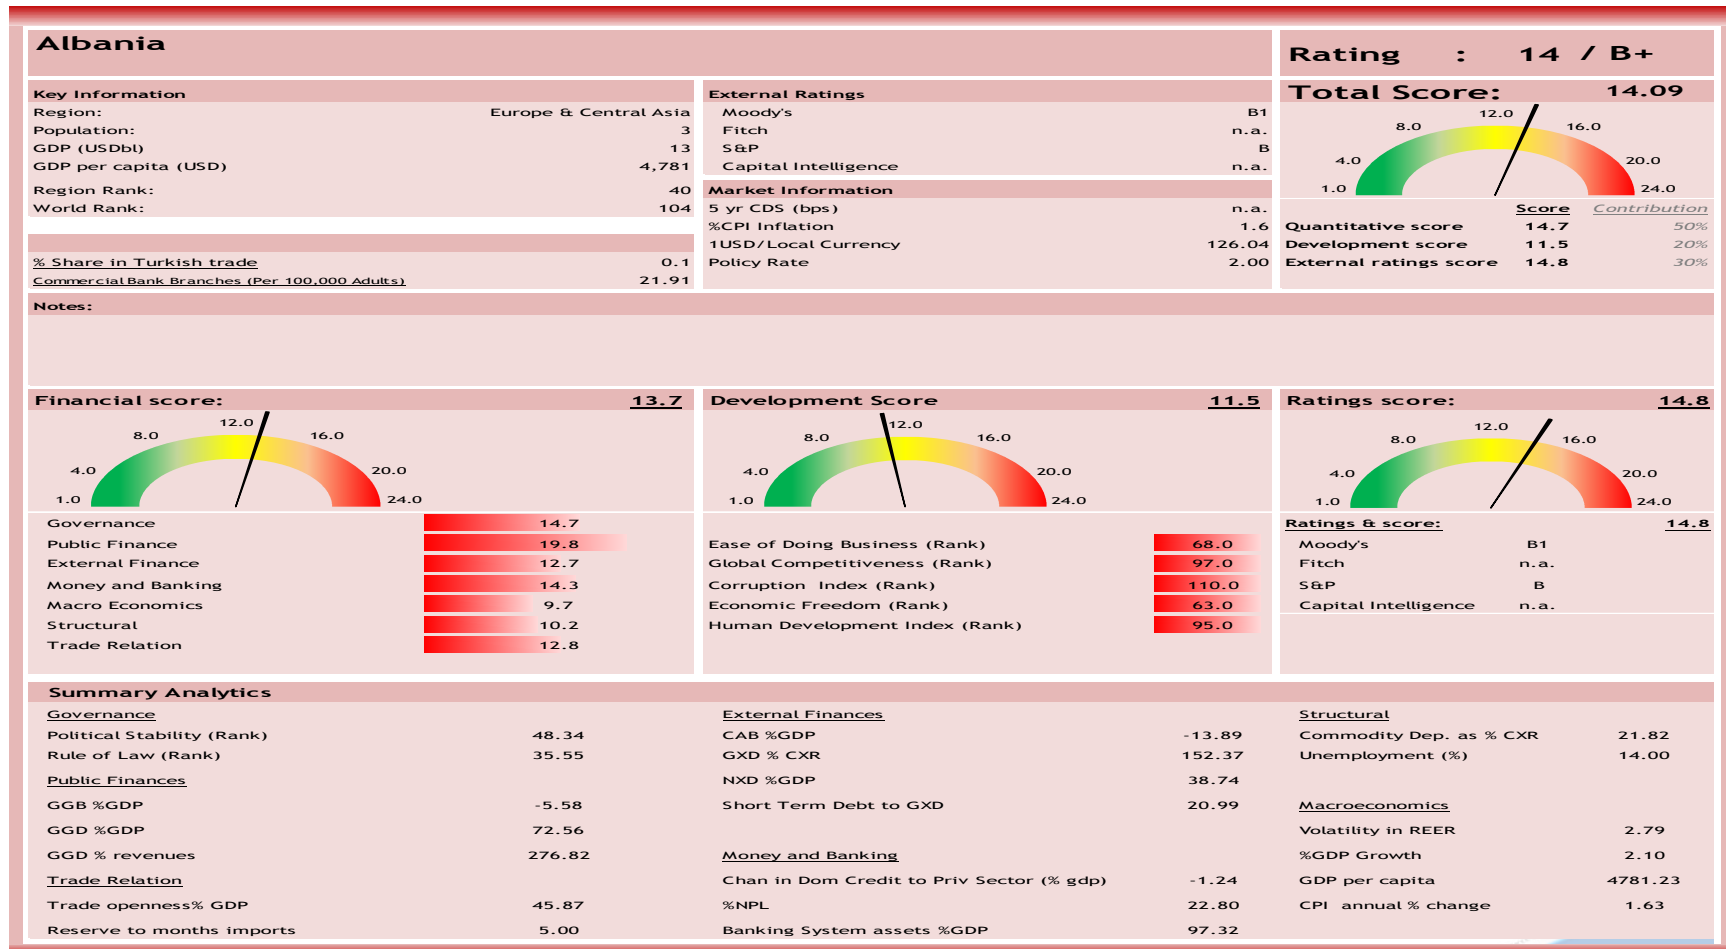 Albania
Rating : 14 / B+
Key Information
Region: Europe & Central Asia
Population: 3
GDP (USDbl) 13
GDP per capita (USD) 4,781
Region Rank: 40
World Rank: 104
% Share in Turkish trade 0.1
Commercial Bank Branches (Per 100,000 Adults) 21.91
External Ratings
Moody's B1
Fitch n.a.
S&P B
Capital Intelligence n.a.
Market Information
5 yr CDS (bps) n.a.
%CPI Inflation 1.6
1USD/Local Currency 126.04
Policy Rate 2.00
Total Score: 14.09
1.0 4.0 8.0 12.0 16.0 20.0 24.0
Score Contribution
Quantitative score 14.7 50%
Development score 11.5 20%
External ratings score 14.8 30%
Notes:
Financial score: 13.7
1.0 4.0 8.0 12.0 16.0 20.0 24.0
Governance 14.7
Public Finance 19.8
External Finance 12.7
Money and Banking 14.3
Macro Economics 9.7
Structural 10.2
Trade Relation 12.8
Development Score 11.5
1.0 4.0 8.0 12.0 16.0 20.0 24.0
Ease of Doing Business (Rank) 68.0
Global Competitiveness (Rank) 97.0
Corruption Index (Rank) 110.0
Economic Freedom (Rank) 63.0
Human Development Index (Rank) 95.0
Ratings score: 14.8
1.0 4.0 8.0 12.0 16.0 20.0 24.0
Ratings & score: 14.8
Moody's B1
Fitch n.a.
S&P B
Capital Intelligence n.a.
Summary Analytics
Governance
Political Stability (Rank) 48.34
Rule of Law (Rank) 35.55
Public Finances
GGB %GDP -5.58
GGD %GDP 72.56
GGD % revenues 276.82
Trade Relation
Trade openness% GDP 45.87
Reserve to months imports 5.00
External Finances
CAB %GDP -13.89
GXD % CXR 152.37
NXD %GDP 38.74
Short Term Debt to GXD 20.99
Money and Banking
Chan in Dom Credit to Priv Sector (% gdp) -1.24
%NPL 22.80
Banking System assets %GDP 97.32
Structural
Commodity Dep. as % CXR 21.82
Unemployment (%) 14.00
Macroeconomics
Volatility in REER 2.79
%GDP Growth 2.10
GDP per capita 4781.23
CPI annual % change 1.63